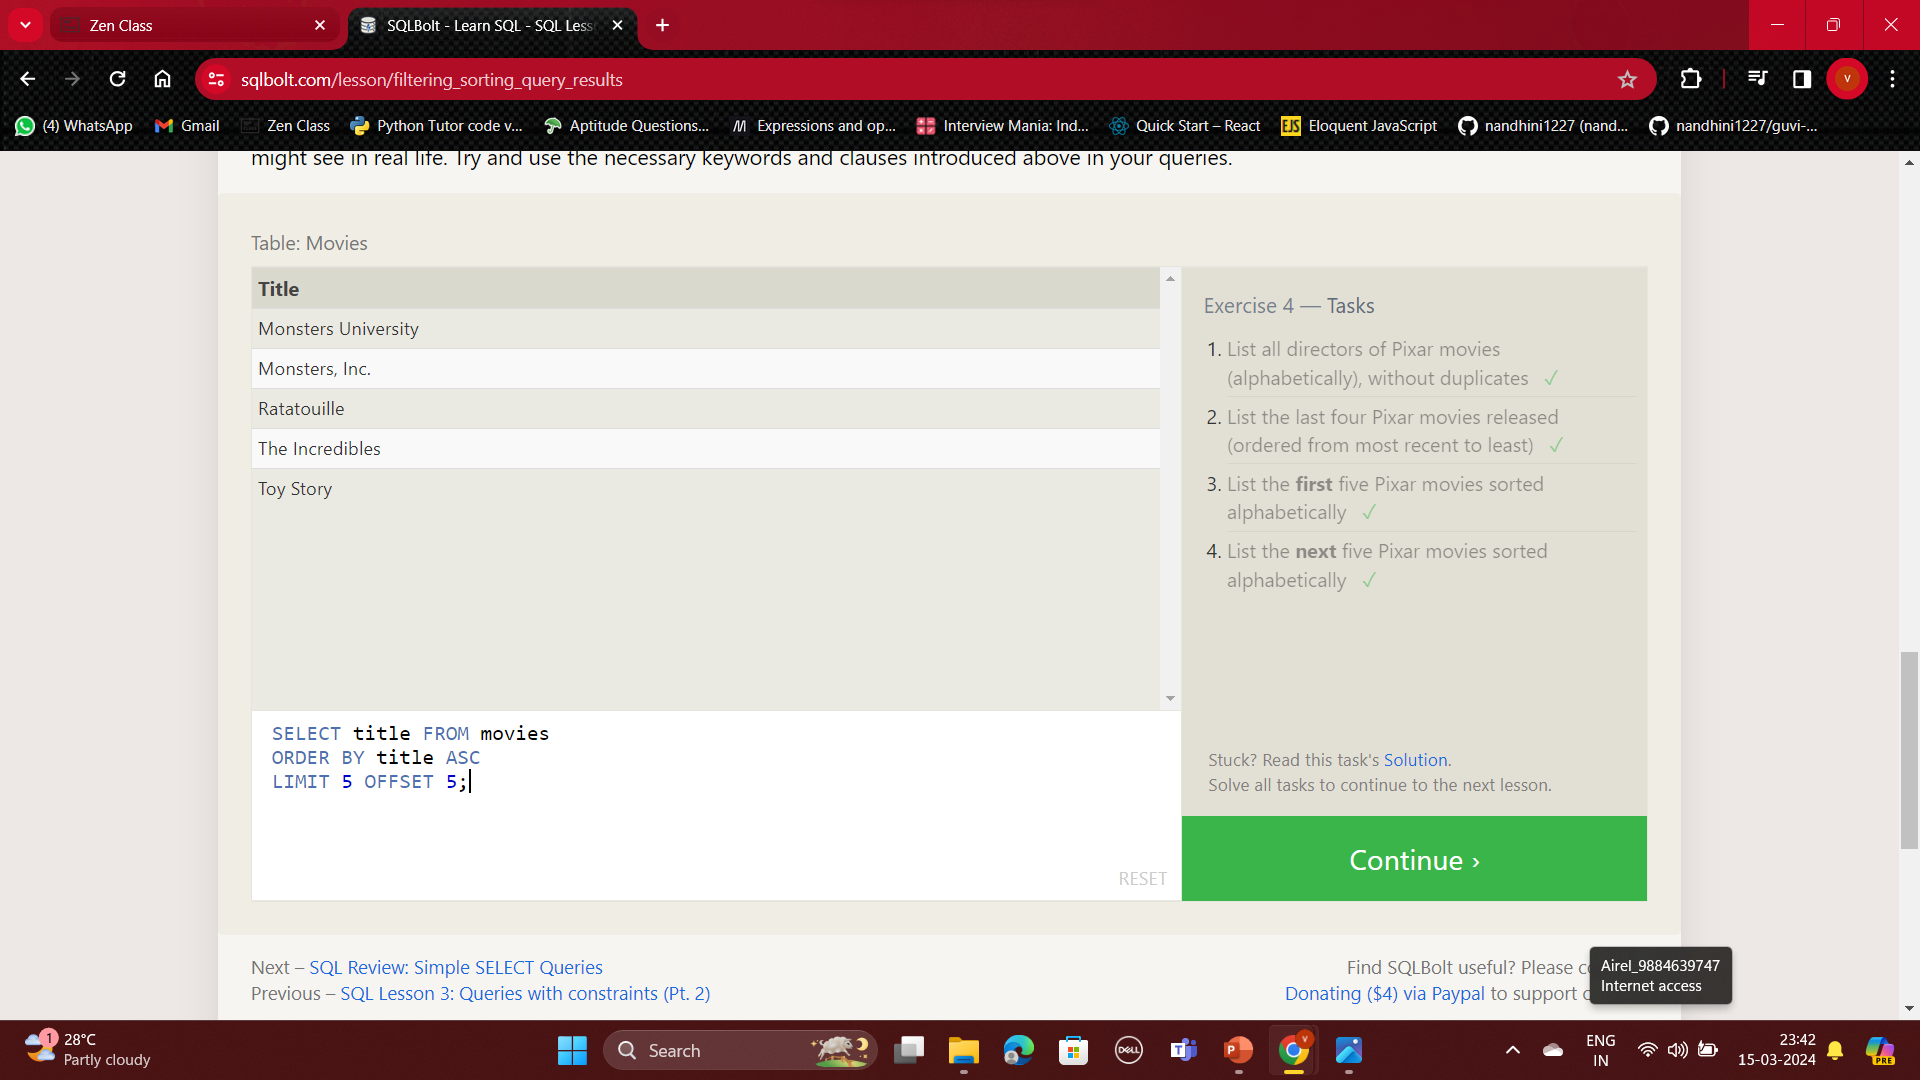 Zen Class
SQLBolt - Learn SQL - SQL Less
sqlbolt.com/lesson/filtering_sorting_query_results
V
(4) WhatsApp
Gmail
Zen Class
Python Tutor code v...
Aptitude Questions...
Expressions and op...
Interview Mania: Ind...
Quick Start – React
EJS
Eloquent JavaScript
nandhini1227 (nand...
nandhini1227/guvi-...
might see in real life. Try and use the necessary keywords and clauses introduced above in your queries.
Table: Movies
Title
Monsters University
Monsters, Inc.
Ratatouille
The Incredibles
Toy Story
SELECT title FROM movies
ORDER BY title ASC
LIMIT 5 OFFSET 5;
RESET
Exercise 4 — Tasks
1. List all directors of Pixar movies
(alphabetically), without duplicates ✓
2. List the last four Pixar movies released
(ordered from most recent to least) ✓
3. List the first five Pixar movies sorted
alphabetically ✓
4. List the next five Pixar movies sorted
alphabetically ✓
Stuck? Read this task's Solution.
Solve all tasks to continue to the next lesson.
Continue ›
Next – SQL Review: Simple SELECT Queries
Previous – SQL Lesson 3: Queries with constraints (Pt. 2)
Find SQLBolt useful? Please c
Donating ($4) via Paypal to support
Airel_9884639747
Internet access
1
28°C
Partly cloudy
Search
DELL
ENG
IN
23:42
15-03-2024
PRE